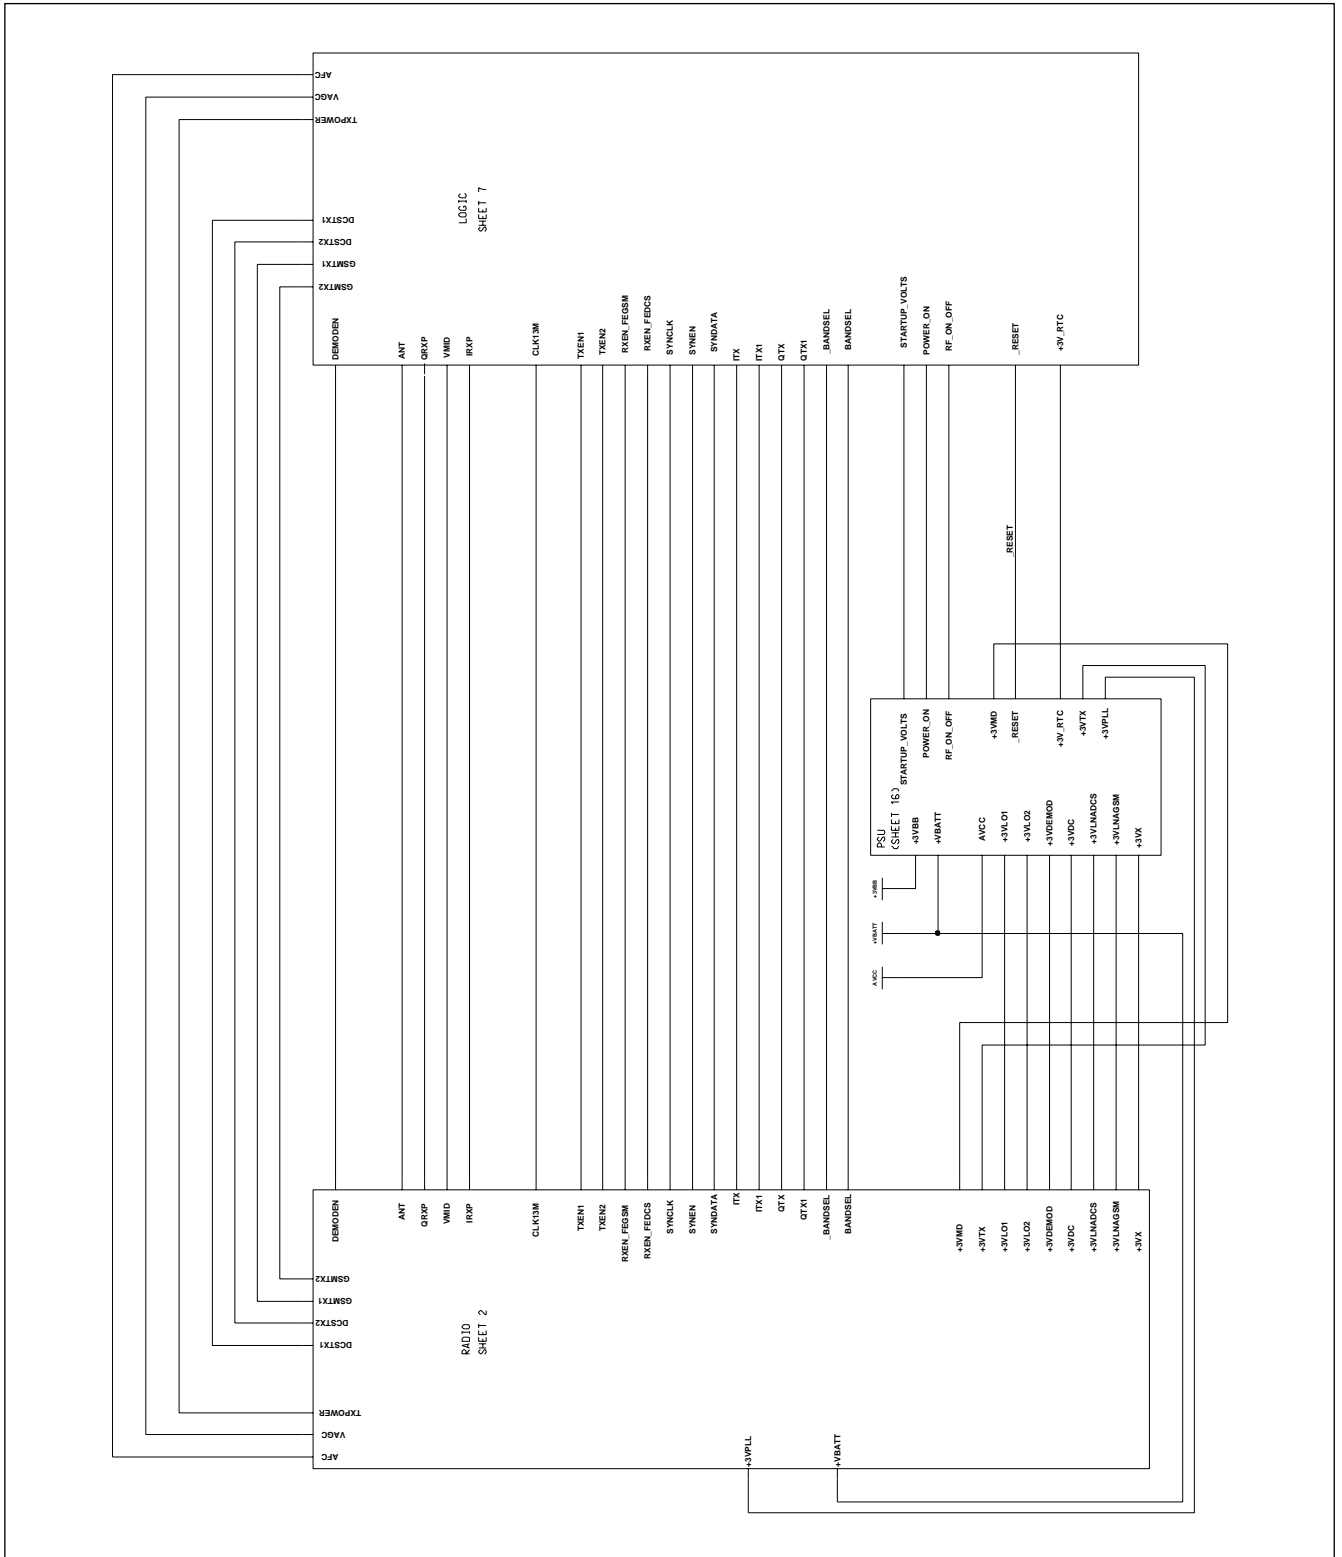 AFC
VAGC
TXPOWER
DCSTX1
DCSTX2
GSMTX1
GSMTX2
LOGIC
SHEET 7
DEMODEN
ANT
QRXP
VMID
IRXP
CLK13M
TXEN1
TXEN2
RXEN_FEGSM
RXEN_FEDCS
SYNCLK
SYNEN
SYNDATA
ITX
ITX1
QTX
QTX1
_BANDSEL
BANDSEL
STARTUP_VOLTS
POWER_ON
RF_ON_OFF
_RESET
+3V_RTC
_RESET
PSU
(SHEET 16)
STARTUP_VOLTS
POWER_ON
RF_ON_OFF
+3VMD
_RESET
+3V_RTC
+3VTX
+3VPLL
+3VBB
+VBATT
AVCC
+3VLO1
+3VLO2
+3VDEMOD
+3VDC
+3VLNADCS
+3VLNAGSM
+3VX
+3VBB
+VBATT
AVCC
DEMODEN
ANT
QRXP
VMID
IRXP
CLK13M
TXEN1
TXEN2
RXEN_FEGSM
RXEN_FEDCS
SYNCLK
SYNEN
SYNDATA
ITX
ITX1
QTX
QTX1
_BANDSEL
BANDSEL
+3VMD
+3VTX
+3VLO1
+3VLO2
+3VDEMOD
+3VDC
+3VLNADCS
+3VLNAGSM
+3VX
GSMTX2
GSMTX1
DCSTX2
DCSTX1
RADIO
SHEET 2
TXPOWER
VAGC
AFC
+3VPLL
+VBATT